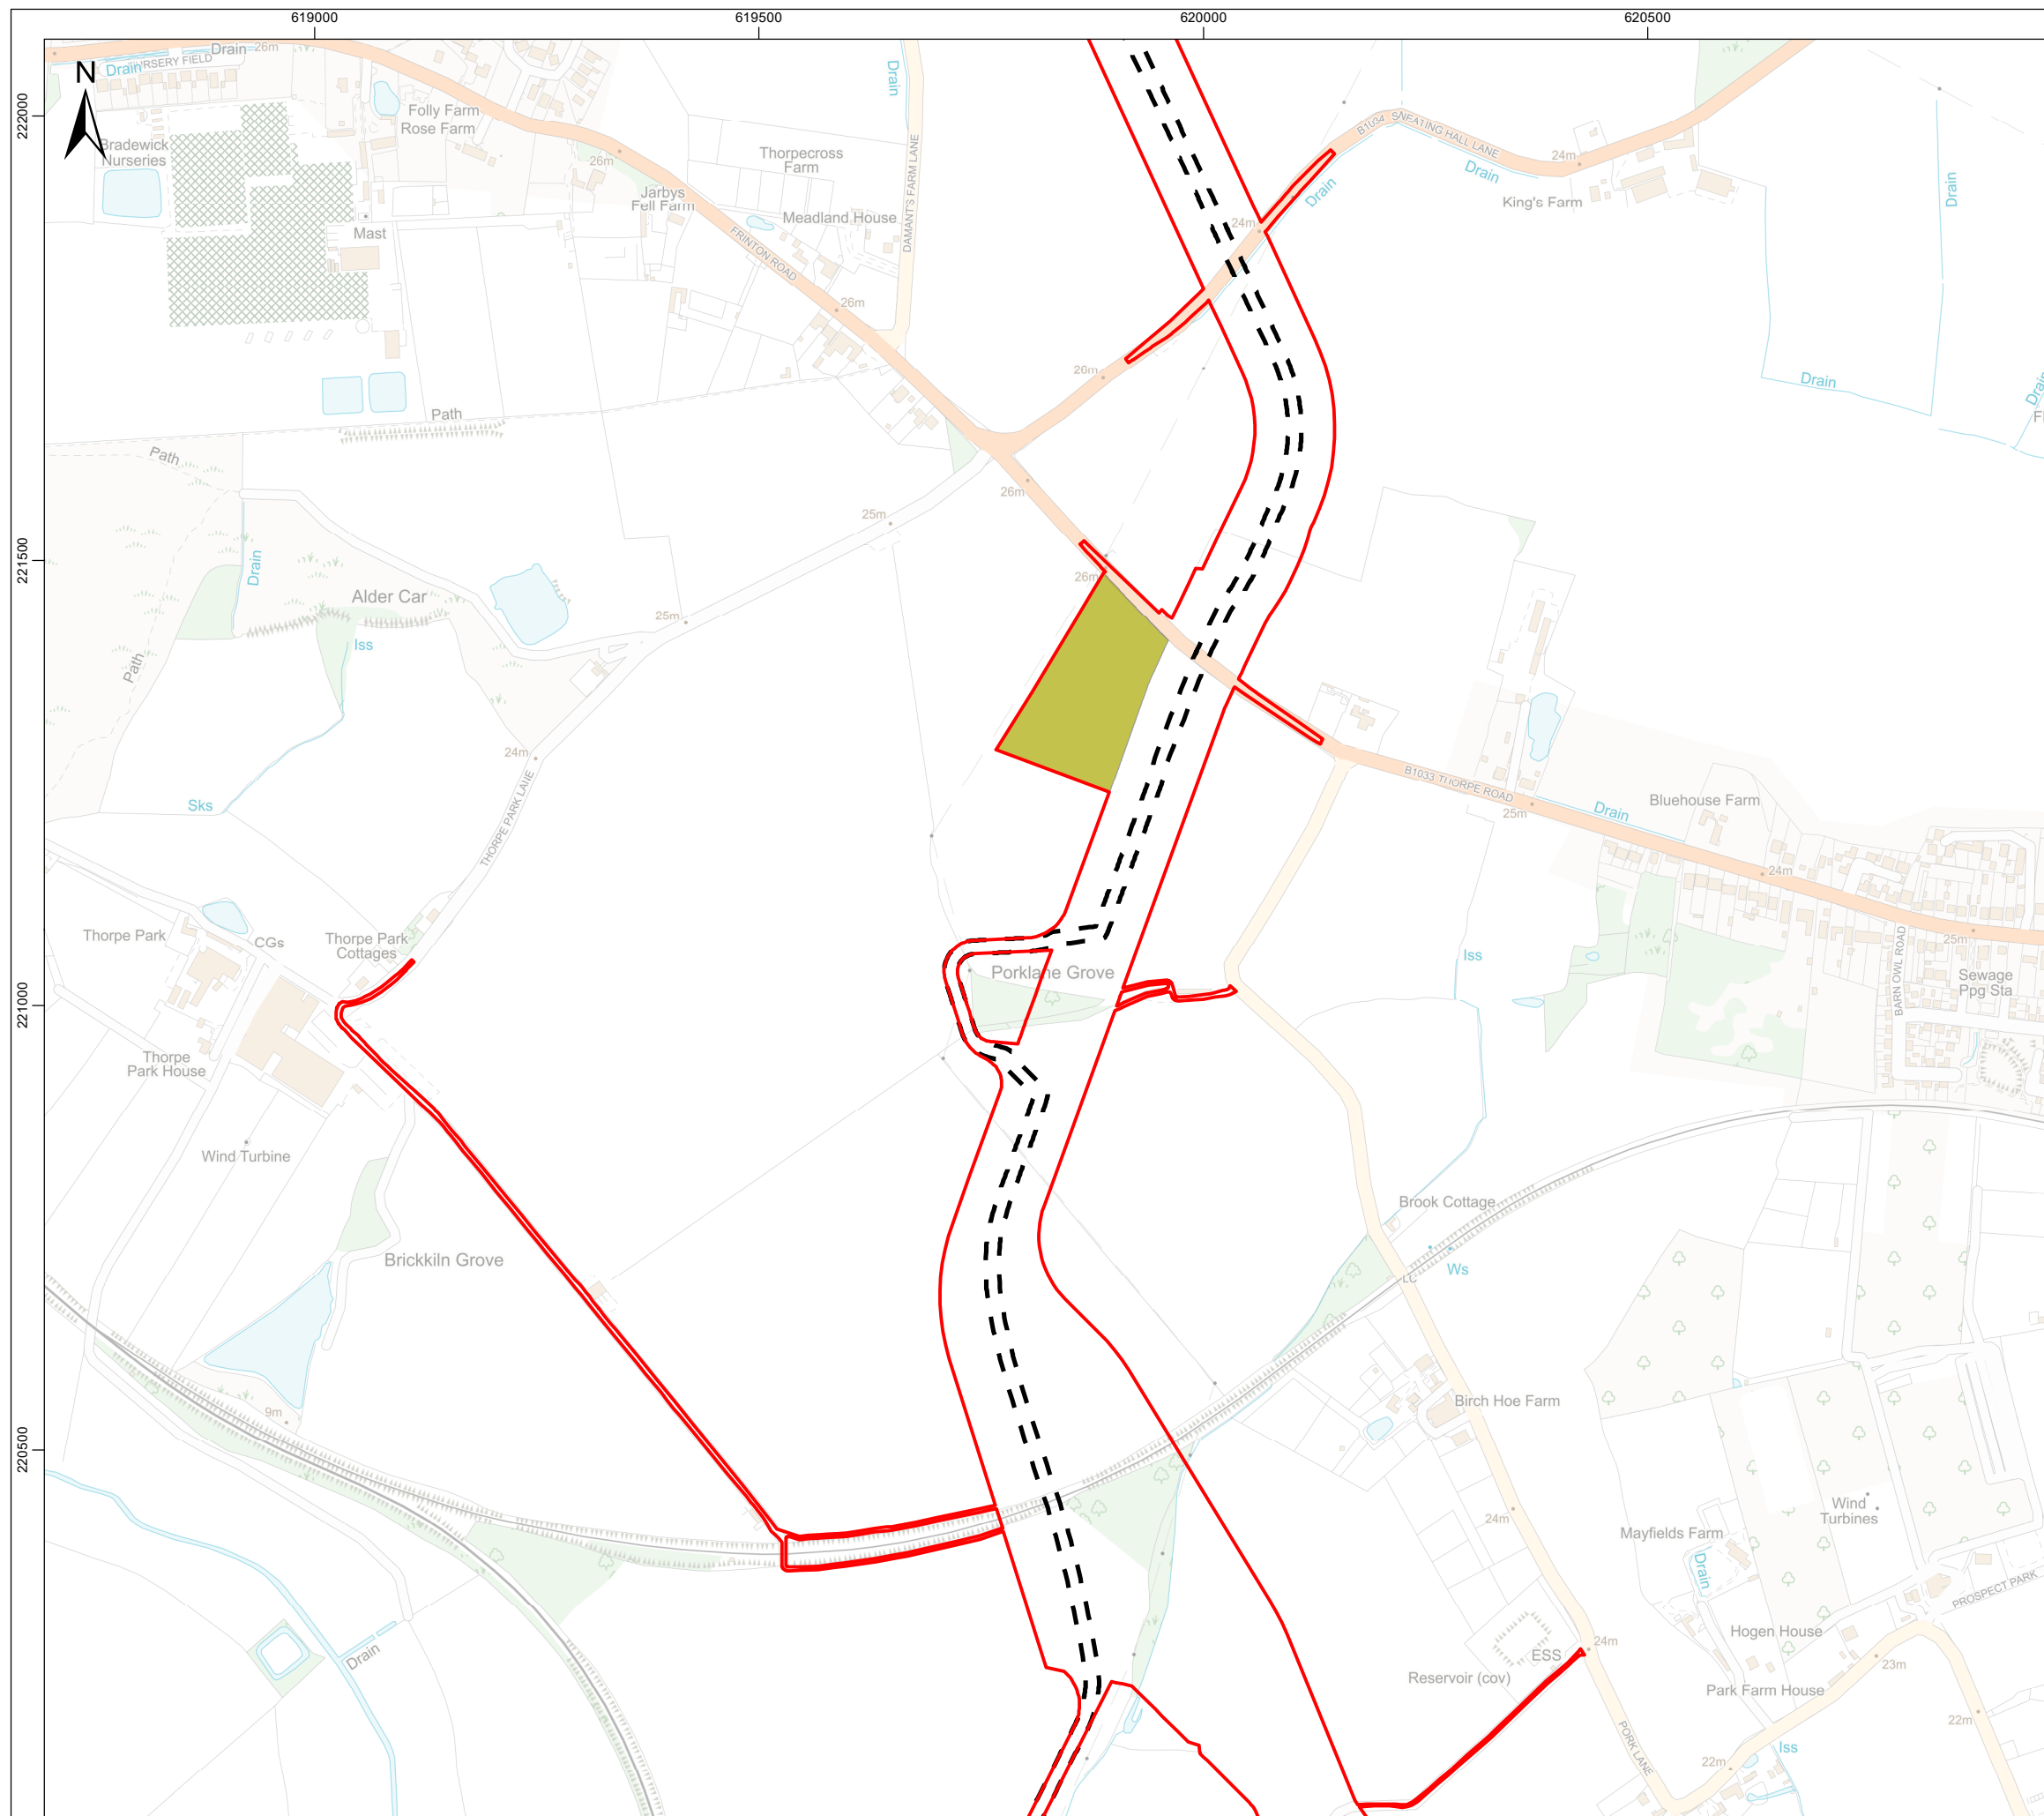 619000
619500
620000
620500
222000
221500
221000
220500
N
Drain
26m
Drain
Folly Farm
Rose Farm
Bradewick
Nurseries
Mast
26m
Jarbys
Fell Farm
Thorpecross
Farm
Meadland House
Drain
DAMANT'S FARM LANE
FRINTON ROAD
26m
B1034 SNEATING HALL LANE
Drain
24m
Drain
24m
King's Farm
Drain
Drain
26m
Path
Path
Drain
Alder Car
Iss
Path
25m
25m
26m
26m
Sks
24m
THORPE PARK LANE
B1033 THORPE ROAD
25m
Drain
Bluehouse Farm
24m
BARN OWL ROAD
25m
Sewage
Ppg Sta
Iss
Thorpe Park
CGs
Thorpe Park
Cottages
Thorpe
Park House
Wind Turbine
Porklane Grove
Brickkiln Grove
Brook Cottage
Ws
LC
9m
Birch Hoe Farm
24m
Wind
Turbines
Mayfields Farm
Drain
PROSPECT PARK
Hogen House
23m
24m
ESS
Reservoir (cov)
Park Farm House
22m
PORK LANE
Iss
22m
Drain